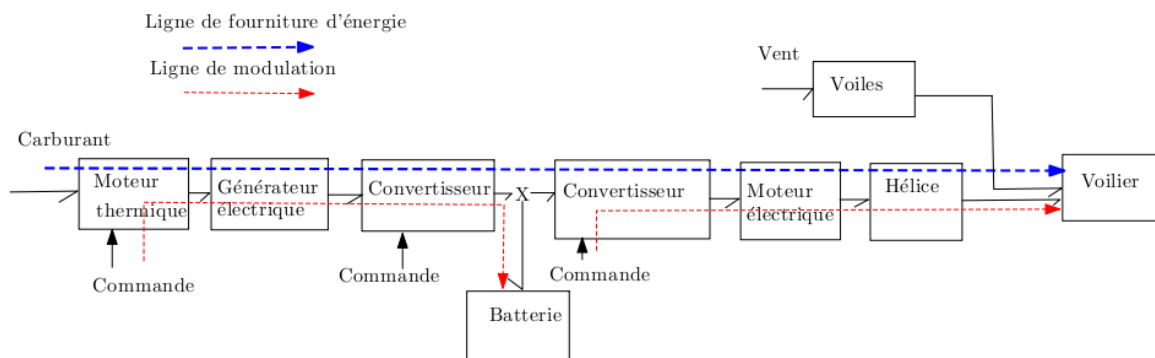 Ligne de fourniture d'énergie
Ligne de modulation
Vent
Voiles
Carburant
Moteur
thermique
Générateur
électrique
Convertisseur
X
Convertisseur
Moteur
électrique
Hélice
Voilier
Commande
Commande
Commande
Batterie